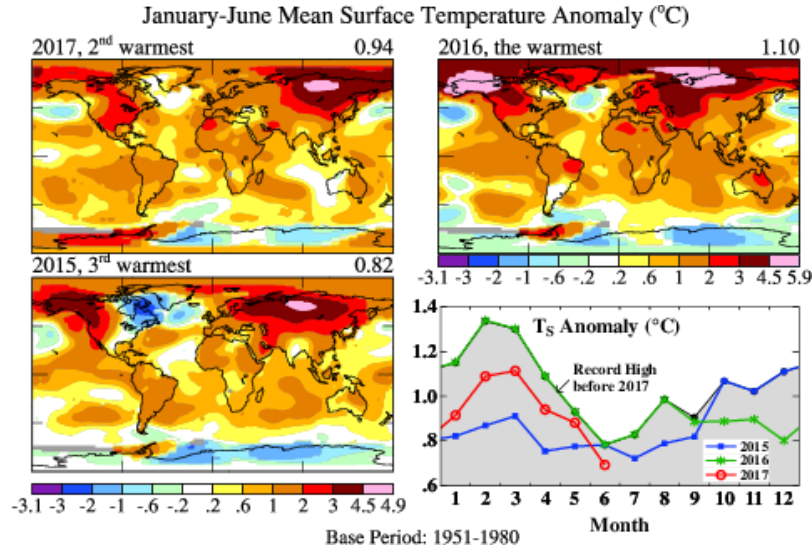 January-June Mean Surface Temperature Anomaly (°C)
2017, 2nd warmest 0.94
2016, the warmest 1.10
2015, 3rd warmest 0.82
-3.1 -3 -2 -1 -.6 -.2 .2 .6 1 2 3 4.5 5.9
1.4
1.2
1.0
.8
.6
TS Anomaly (°C)
Record High
before 2017
2015
2016
2017
1 2 3 4 5 6 7 8 9 10 11 12
Month
-3.1 -3 -2 -1 -.6 -.2 .2 .6 1 2 3 4.5 4.9
Base Period: 1951-1980